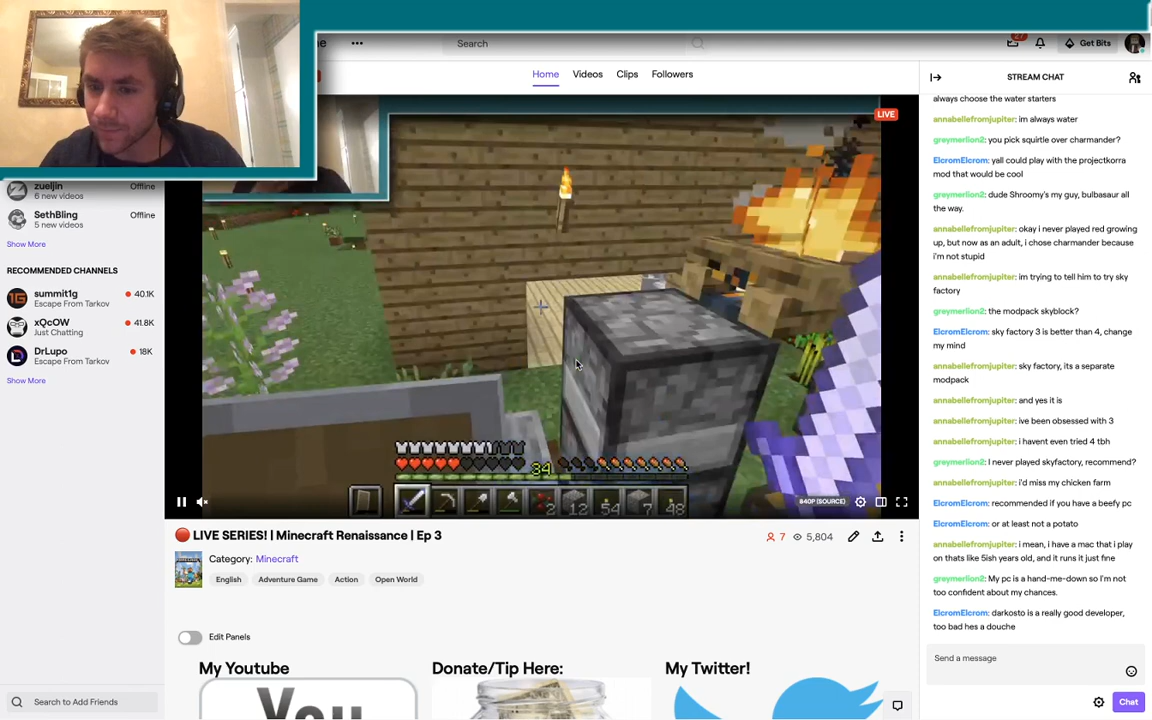 Search
27
Get Bits
Home
Videos
Clips
Followers
STREAM CHAT
zueljin
Offline
6 new videos
SethBling
Offline
5 new videos
Show More
RECOMMENDED CHANNELS
summit1g
40.1K
Escape From Tarkov
xQcOW
41.8K
Just Chatting
DrLupo
18K
Escape From Tarkov
Show More
Search to Add Friends
LIVE
34
2
12
54
7
48
840P (SOURCE)
LIVE SERIES! | Minecraft Renaissance | Ep 3
7
5,804
Category: Minecraft
English
Adventure Game
Action
Open World
Edit Panels
My Youtube
You
Donate/Tip Here:
My Twitter!
always choose the water starters
annabellefromjupiter: im always water
greymerlion2: you pick squirtle over charmander?
ElcromElcrom: yall could play with the projectkorra
mod that would be cool
greymerlion2: dude Shroomy's my guy, bulbasaur all
the way.
annabellefromjupiter: okay i never played red growing
up, but now as an adult, i chose charmander because
i'm not stupid
annabellefromjupiter: im trying to tell him to try sky
factory
greymerlion2: the modpack skyblock?
ElcromElcrom: sky factory 3 is better than 4, change
my mind
annabellefromjupiter: sky factory, its a separate
modpack
annabellefromjupiter: and yes it is
annabellefromjupiter: ive been obsessed with 3
annabellefromjupiter: i havent even tried 4 tbh
greymerlion2: I never played skyfactory, recommend?
annabellefromjupiter: i'd miss my chicken farm
ElcromElcrom: recommended if you have a beefy pc
ElcromElcrom: or at least not a potato
annabellefromjupiter: i mean, i have a mac that i play
on thats like 5ish years old, and it runs it just fine
greymerlion2: My pc is a hand-me-down so I'm not
too confident about my chances.
ElcromElcrom: darkosto is a really good developer,
too bad hes a douche
Send a message
Chat